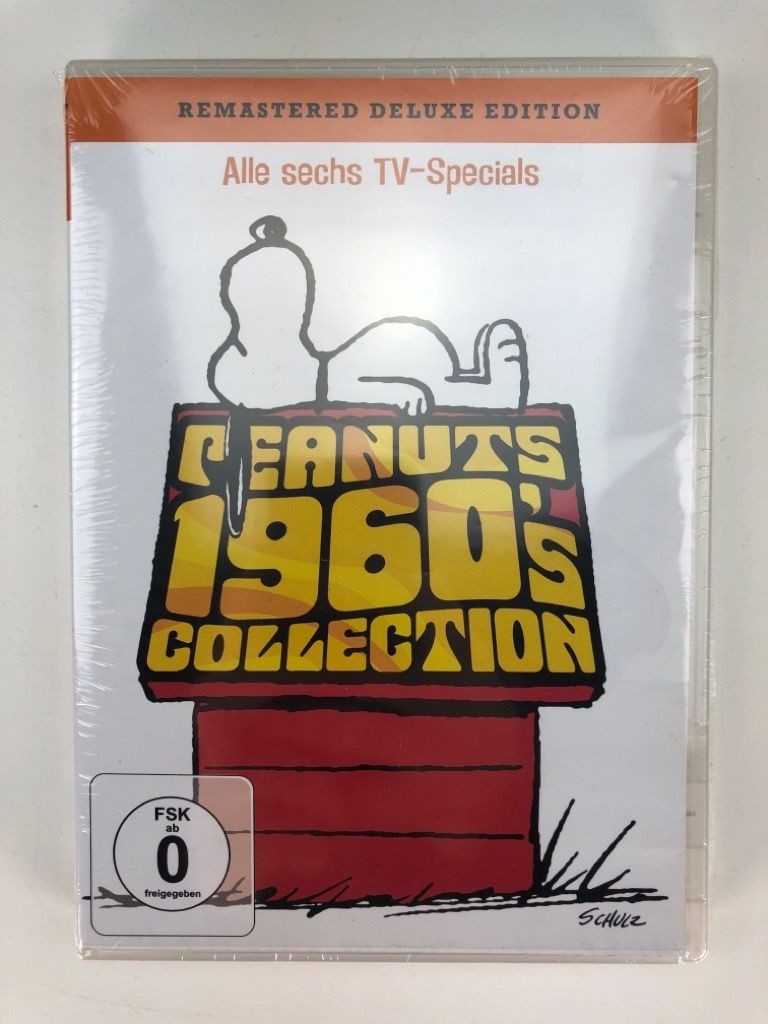 REMASTERED DELUXE EDITION
Alle sechs TV-Specials
PEANUTS
1960's
COLLECTION
FSK
ab
0
freigegeben
SCHULZ